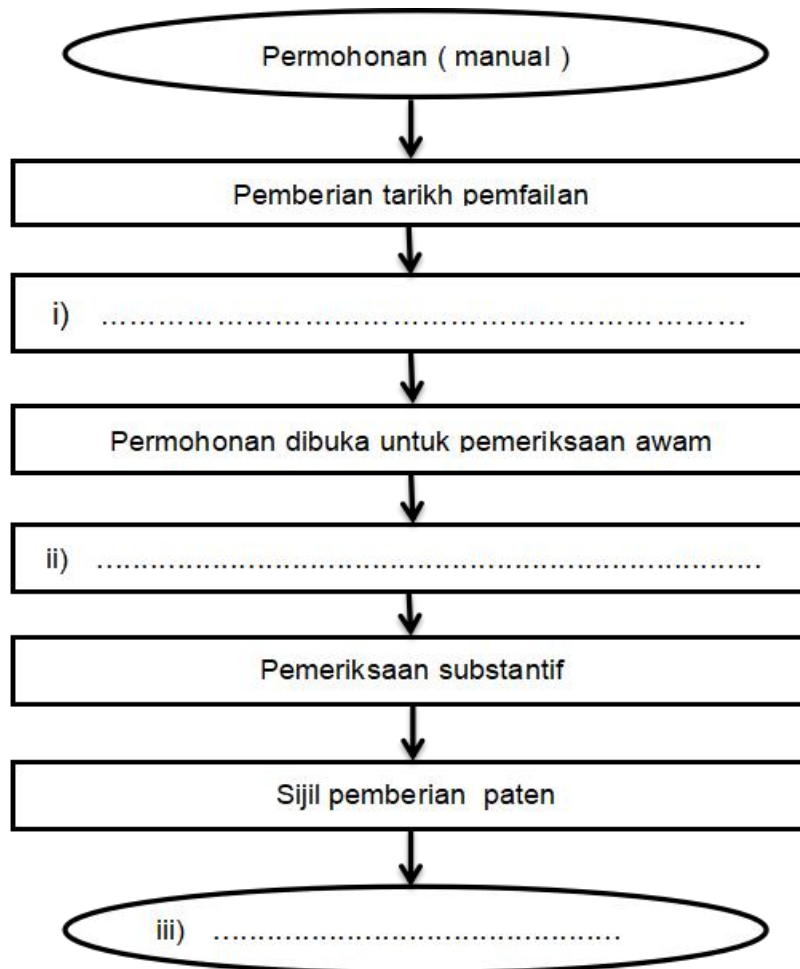 Permohonan ( manual )
Pemberian tarikh pemfailan
i) ................................................................
Permohonan dibuka untuk pemeriksaan awam
ii) ...........................................................................
Pemeriksaan substantif
Sijil pemberian paten
iii) .............................................